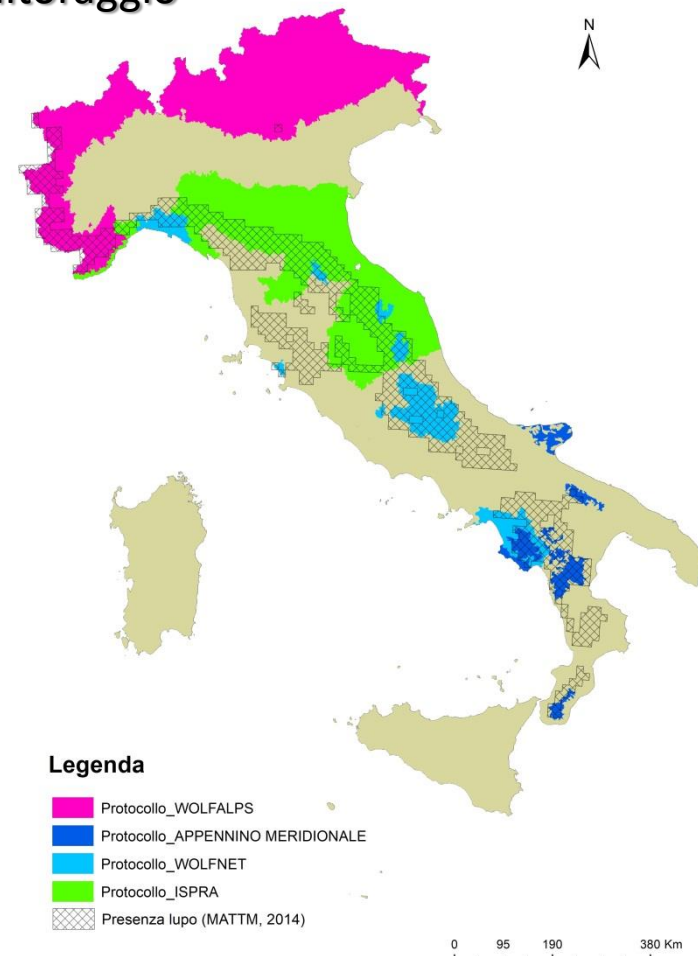 N
Legenda
Protocollo_WOLFALPS
Protocollo_APPENNINO MERIDIONALE
Protocollo_WOLFNET
Protocollo_ISPRA
Presenza lupo (MATTM, 2014)
0 95 190 380 Km